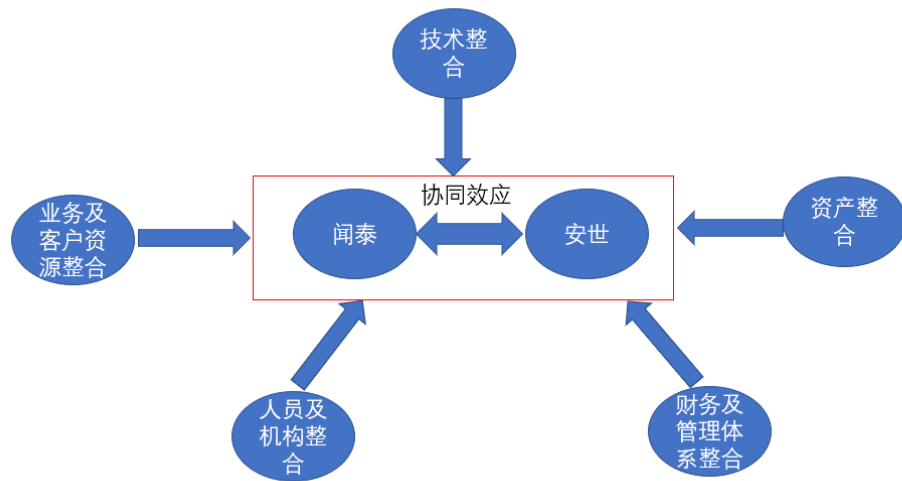 技术整
合
协同效应
业务及
客户资
源整合
闻泰
安世
资产整
合
人员及
机构整
合
财务及
管理体
系整合